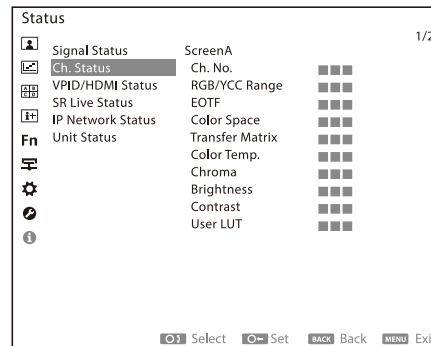 Status
1/2
Signal Status
Ch. Status
VPID/HDMI Status
SR Live Status
IP Network Status
Unit Status
ScreenA
Ch. No.
RGB/YCC Range
EOTF
Color Space
Transfer Matrix
Color Temp.
Chroma
Brightness
Contrast
User LUT
A B
C D
Fn
Select Set BACK Back MENU Exi